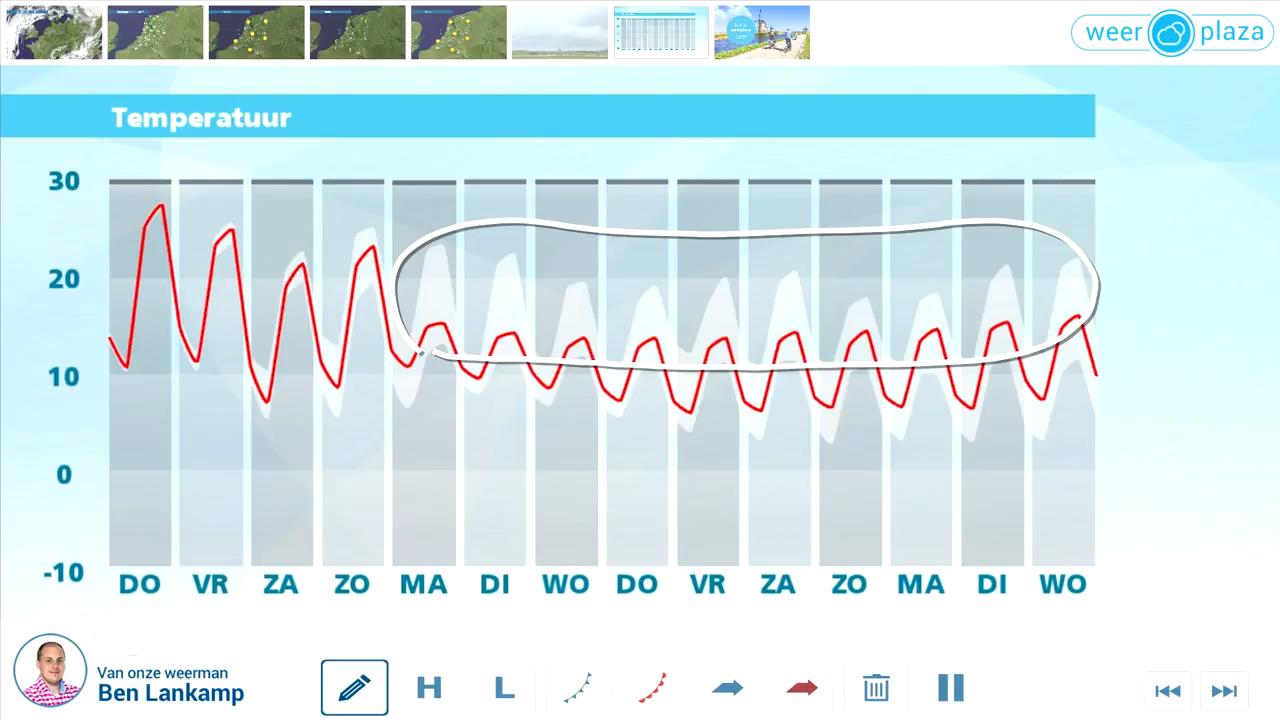 weer plaza
Temperatuur
30
20
10
0
-10
DO VR ZA ZO MA DI WO DO VR ZA ZO MA DI WO
Van onze weerman
Ben Lankamp
H L